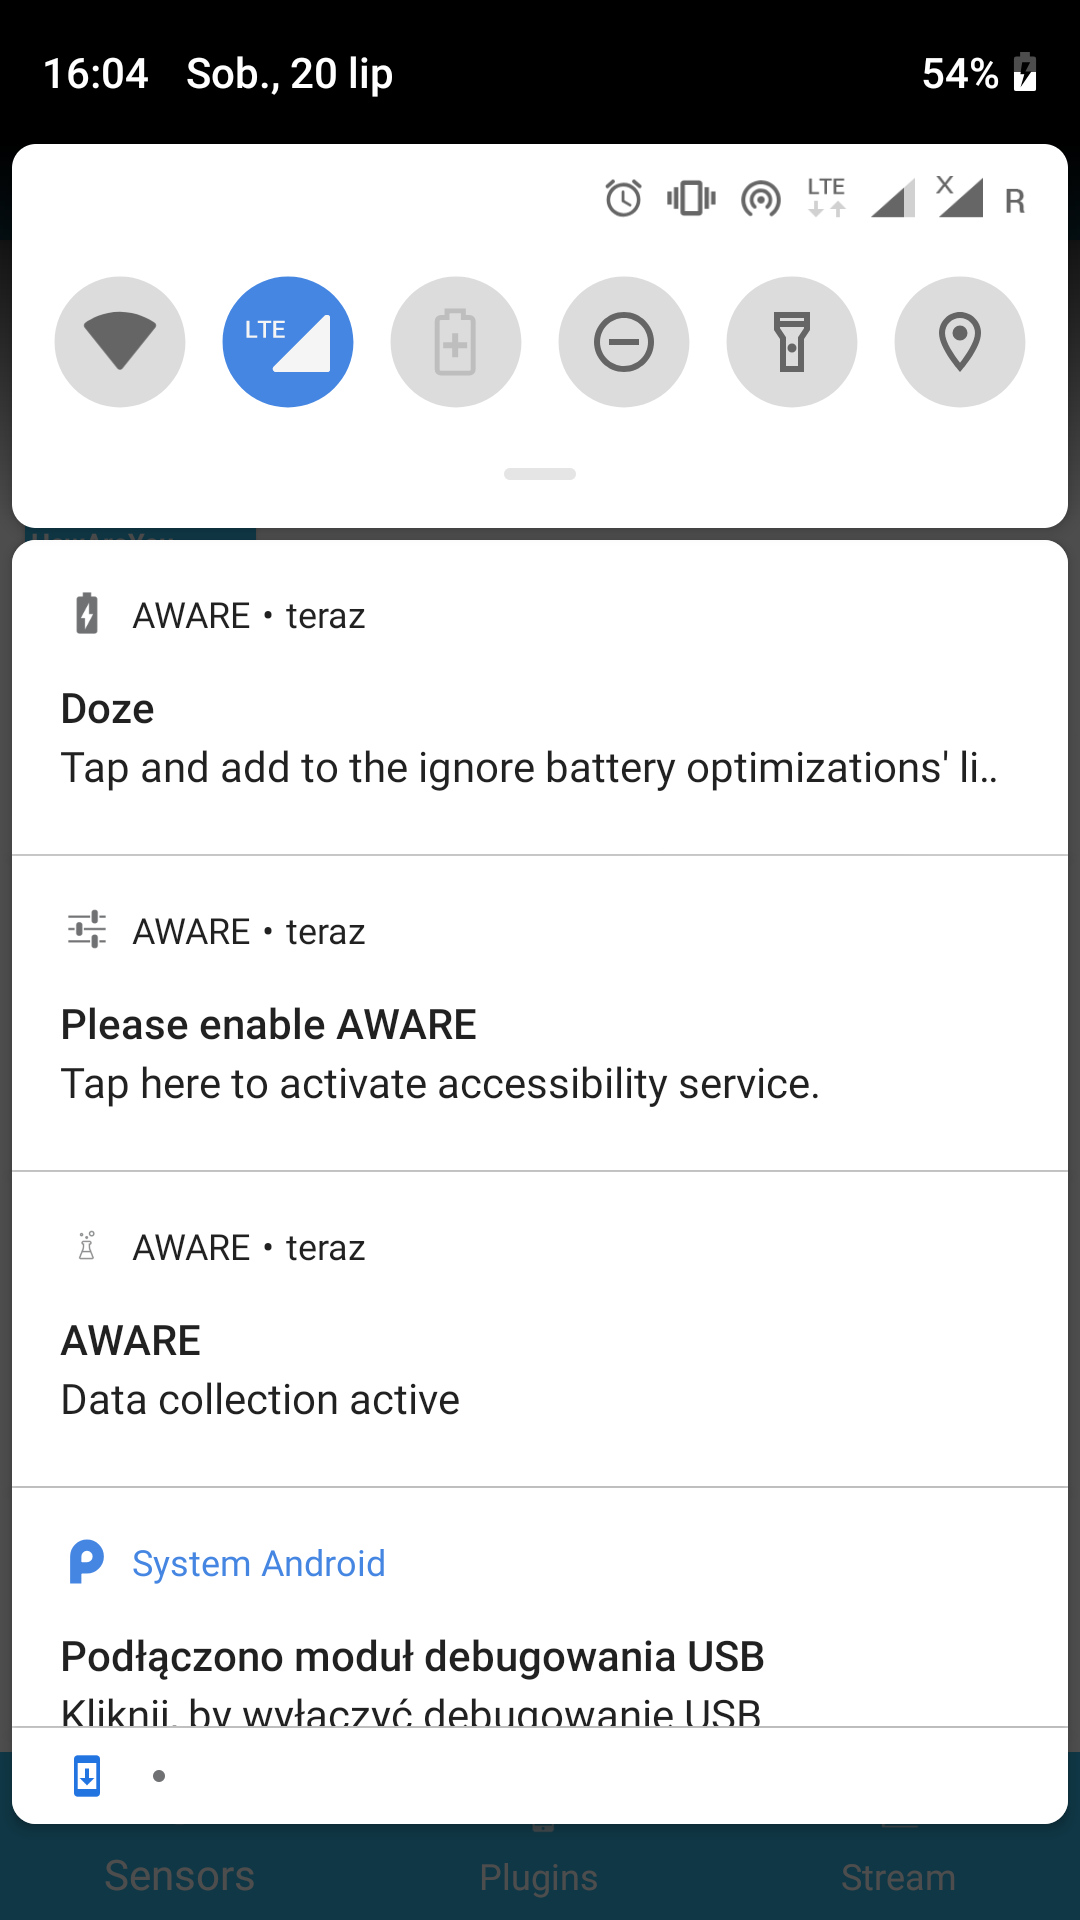 16:04 Sob., 20 lip 54%
LTE X R
LTE
HowAreYou
AWARE • teraz
Doze
Tap and add to the ignore battery optimizations' li..
AWARE • teraz
Please enable AWARE
Tap here to activate accessibility service.
AWARE • teraz
AWARE
Data collection active
System Android
Podłączono moduł debugowania USB
Kliknij, by wyłączyć debugowanie USB
Sensors Plugins Stream